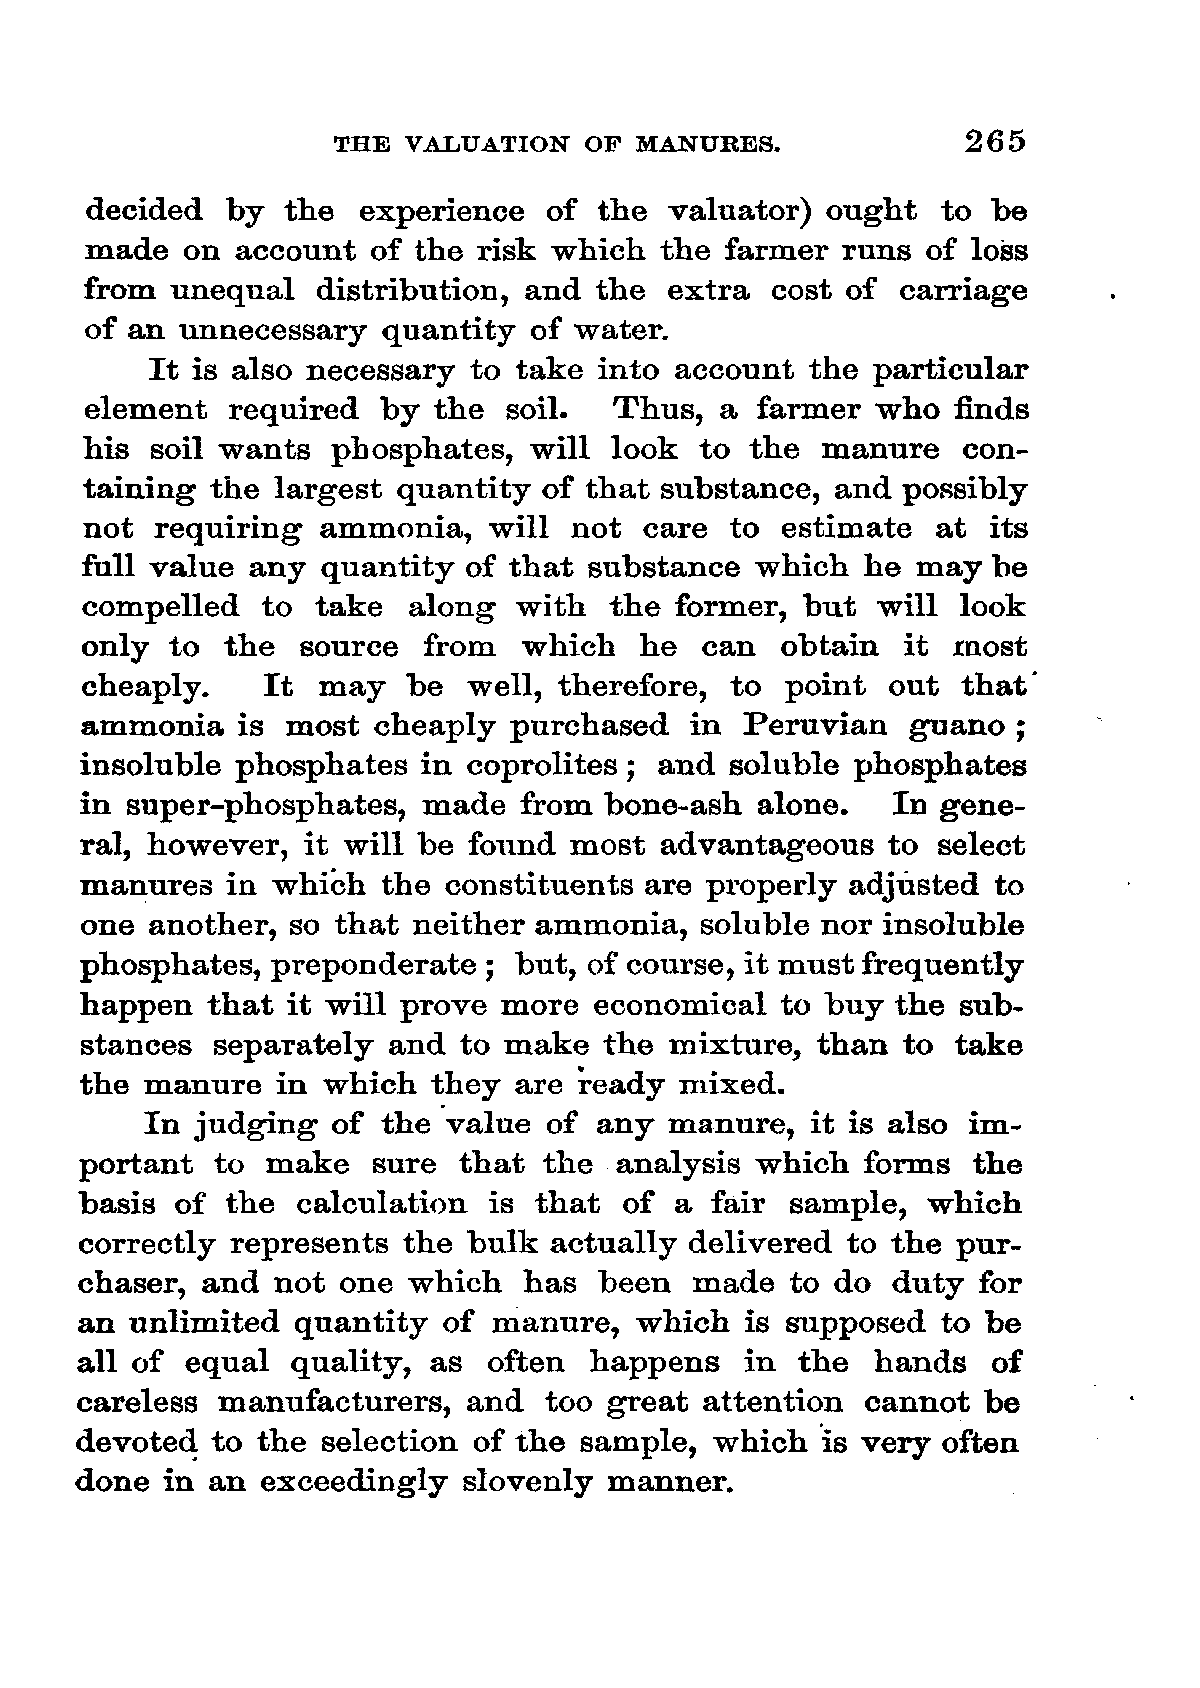 THE VALUATION OF MANURES. 265
decided by the experience of the valuator) ought to be
made on account of the risk which the farmer runs of loss
from unequal distribution, and the extra cost of carriage
of an unnecessary quantity of water.
It is also necessary to take into account the particular
element required by the soil. Thus, a farmer who finds
his soil wants phosphates, will look to the manure con-
taining the largest quantity of that substance, and possibly
not requiring ammonia, will not care to estimate at its
full value any quantity of that substance which he may be
compelled to take along with the former, but will look
only to the source from which he can obtain it most
cheaply. It may be well, therefore, to point out that
ammonia is most cheaply purchased in Peruvian guano ;
insoluble phosphates in coprolites ; and soluble phosphates
in super-phosphates, made from bone-ash alone. In gene-
ral, however, it will be found most advantageous to select
manures in which the constituents are properly adjusted to
one another, so that neither ammonia, soluble nor insoluble
phosphates, preponderate ; but, of course, it must frequently
happen that it will prove more economical to buy the sub-
stances separately and to make the mixture, than to take
the manure in which they are ready mixed.
In judging of the value of any manure, it is also im-
portant to make sure that the analysis which forms the
basis of the calculation is that of a fair sample, which
correctly represents the bulk actually delivered to the pur-
chaser, and not one which has been made to do duty for
an unlimited quantity of manure, which is supposed to be
all of equal quality, as often happens in the hands of
careless manufacturers, and too great attention cannot be
devoted to the selection of the sample, which is very often
done in an exceedingly slovenly manner.